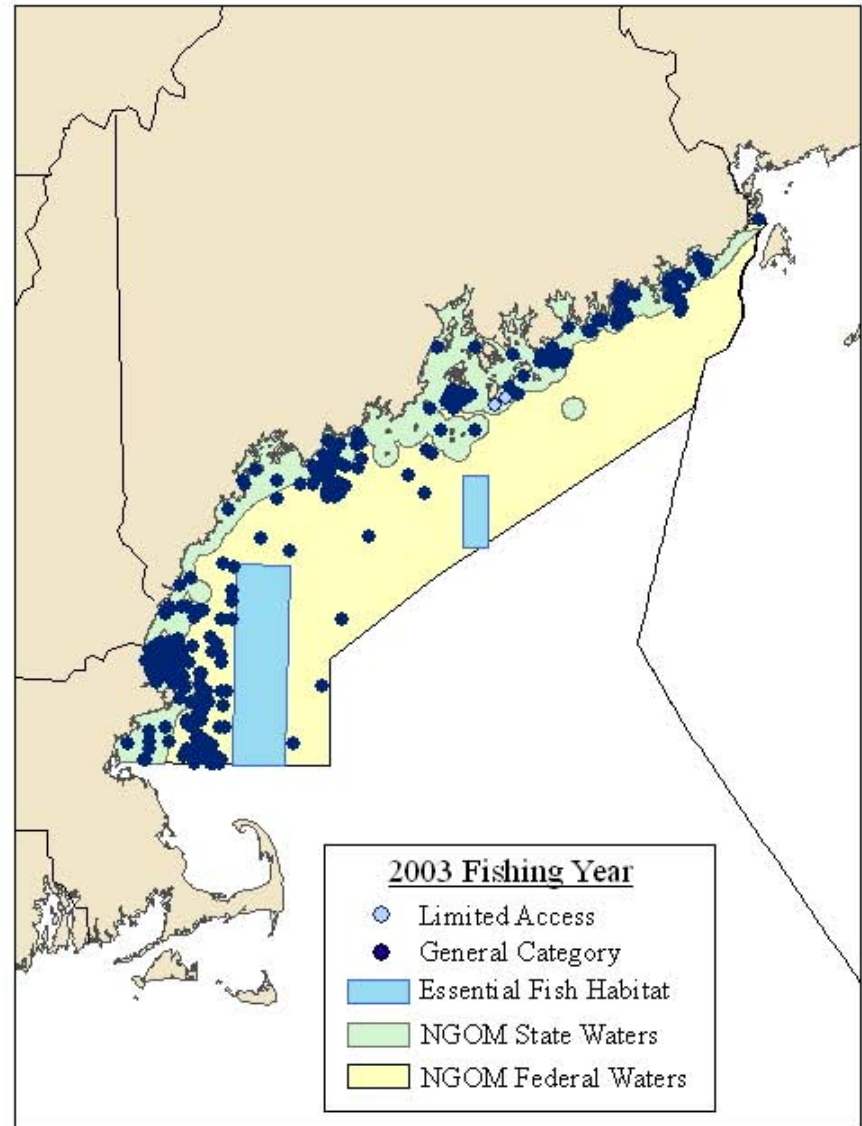 2003 Fishing Year
Limited Access
General Category
Essential Fish Habitat
NGOM State Waters
NGOM Federal Waters